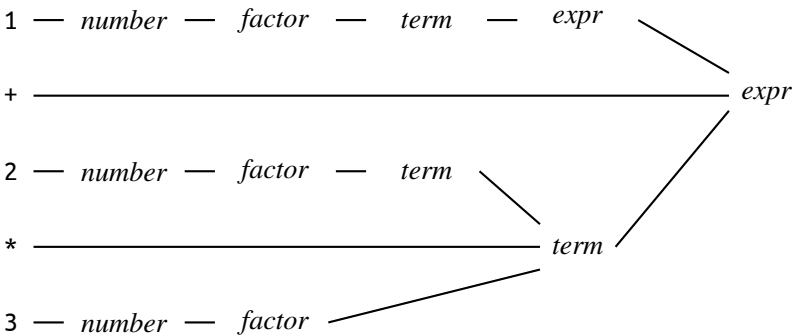 1 number factor term expr
+ expr
2 number factor term
* term
3 number factor